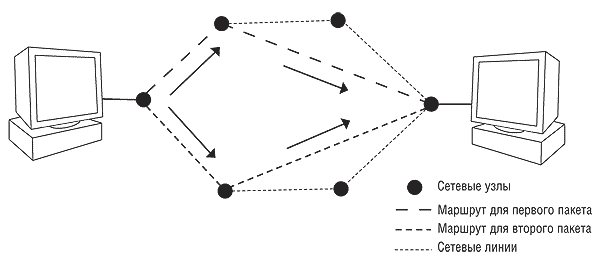 Сетевые узлы
Маршрут для первого пакета
Маршрут для второго пакета
Сетевые линии